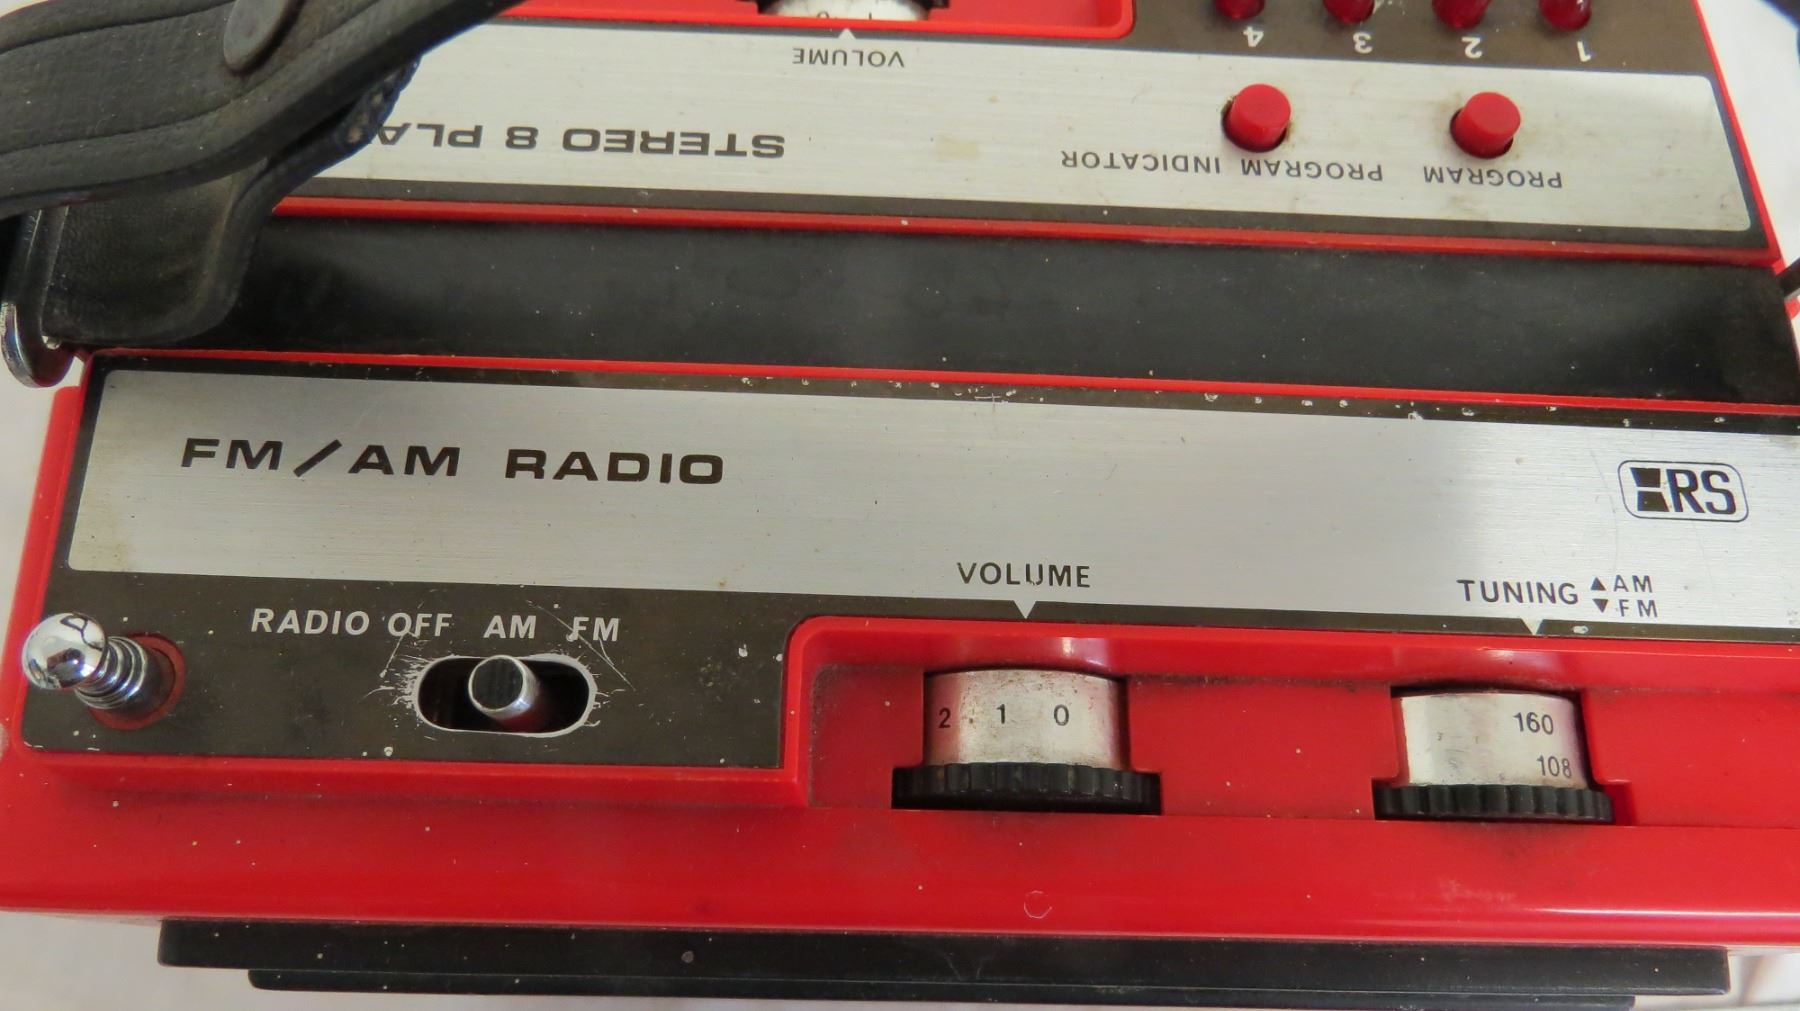 VOLUME
4 3 2 1
STEREO 8 PLA
PROGRAM INDICATOR PROGRAM
FM/AM RADIO
RS
VOLUME
TUNING ▲AM
▼FM
RADIO OFF AM FM
2 1 0
160
108